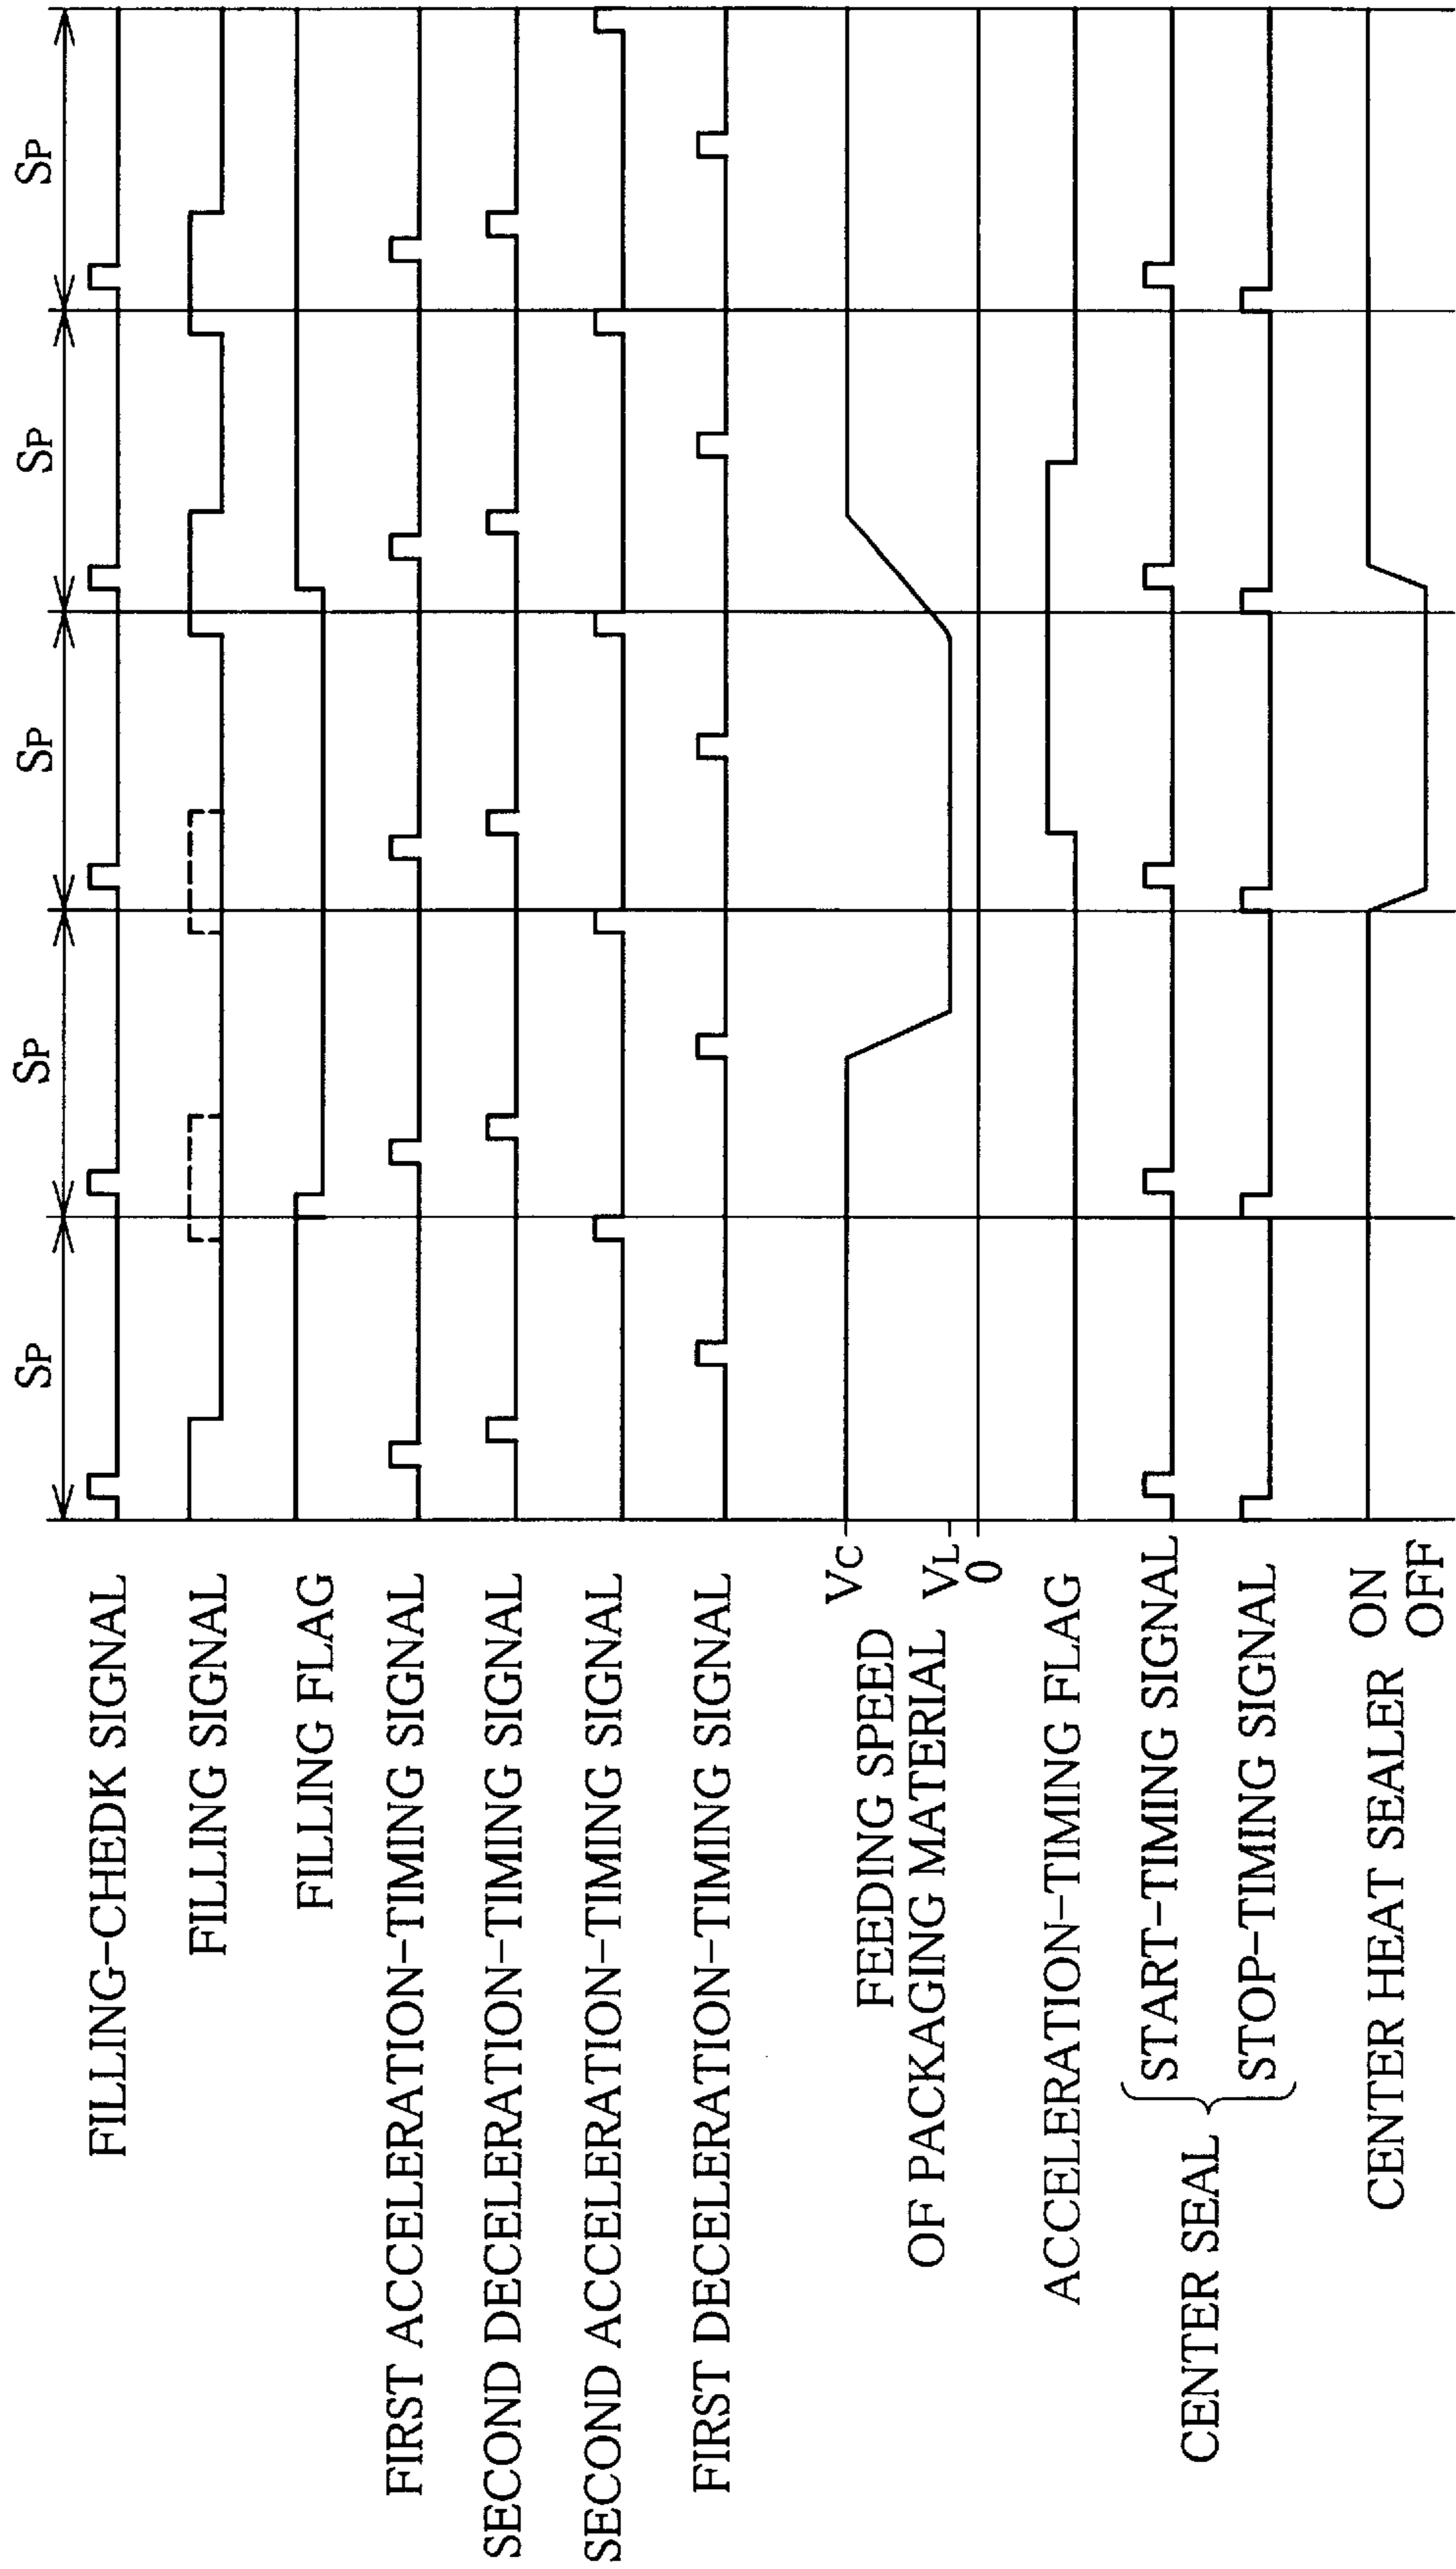 SP SP SP SP SP
FILLING-CHEDK SIGNAL
FILLING SIGNAL
FILLING FLAG
FIRST ACCELERATION-TIMING SIGNAL
SECOND DECELERATION-TIMING SIGNAL
SECOND ACCELERATION-TIMING SIGNAL
FIRST DECELERATION-TIMING SIGNAL
VC
FEEDING SPEED
OF PACKAGING MATERIAL VL
0
ACCELERATION-TIMING FLAG
START-TIMING SIGNAL
CENTER SEAL
STOP-TIMING SIGNAL
CENTER HEAT SEALER ON
OFF